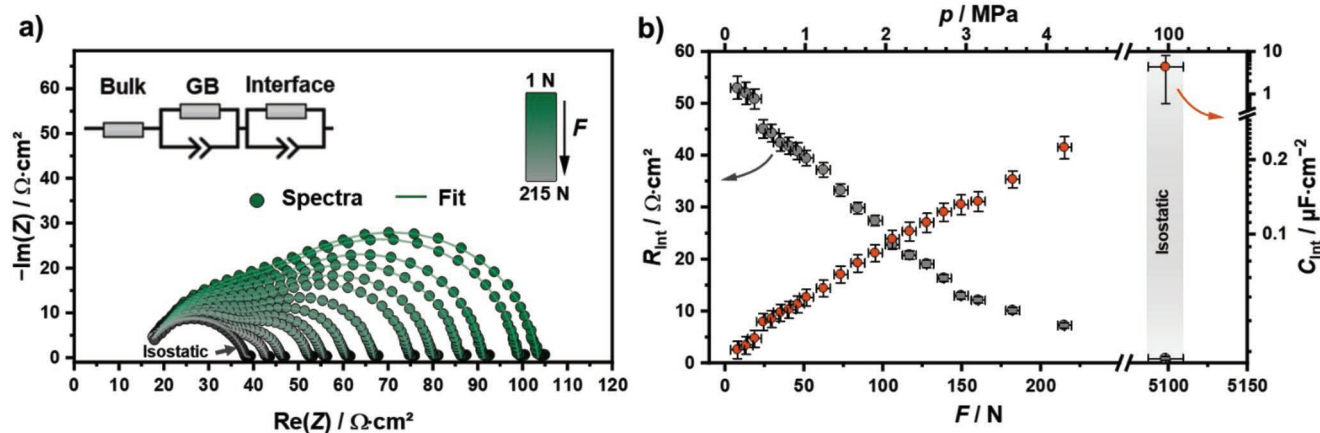 a)
Bulk GB Interface
1 N
F
215 N
Spectra Fit
Isostatic
−Im(Z) / Ω·cm²
60
50
40
30
20
10
0
0 10 20 30 40 50 60 70 80 90 100 110 120
Re(Z) / Ω·cm²
b)
p / MPa
0 1 2 3 4 100
R_Int / Ω·cm²
60
50
40
30
20
10
0
Isostatic
10
1
0.2
0.1
C_Int / µF·cm⁻²
0 50 100 150 200 5100 5150
F / N